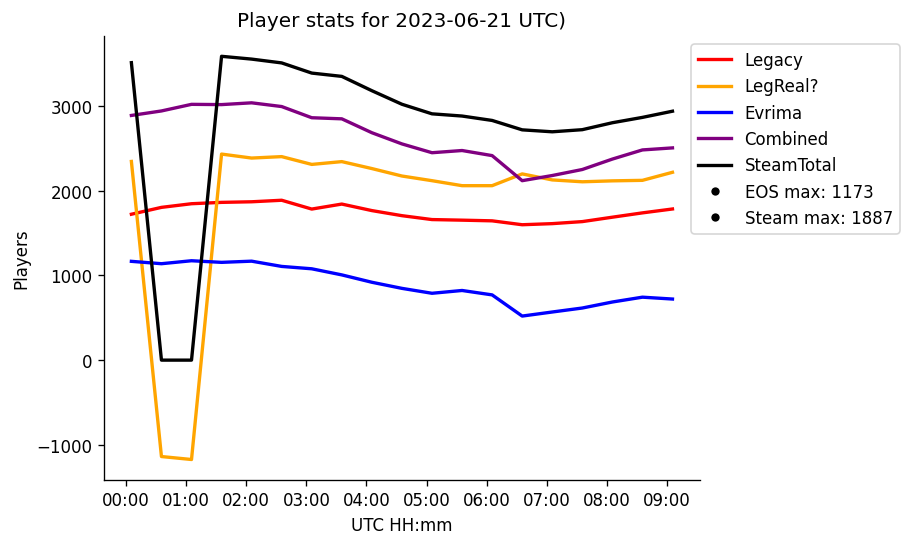 Player stats for 2023-06-21 UTC)
Legacy
LegReal?
Evrima
Combined
SteamTotal
EOS max: 1173
Steam max: 1887
Players
3000
2000
1000
0
−1000
00:00 01:00 02:00 03:00 04:00 05:00 06:00 07:00 08:00 09:00
UTC HH:mm